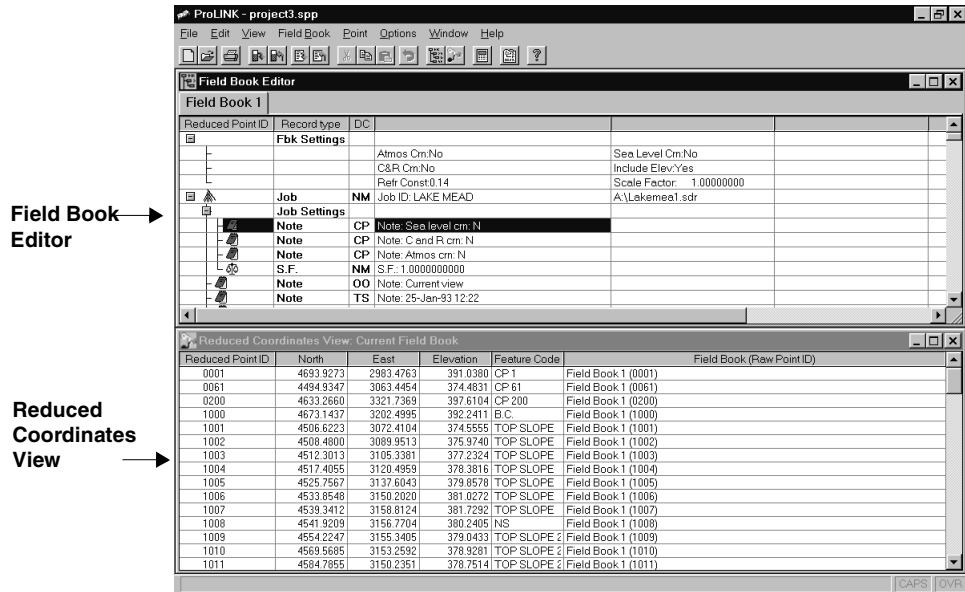 ProLINK - project3.spp
File Edit View Field Book Point Options Window Help
Field Book Editor
Field Book 1
Reduced Point ID Record type DC
Fbk Settings
Atmos Crn:No Sea Level Crn:No
C&R Crn:No Include Elev:Yes
Refr Const:0.14 Scale Factor: 1.00000000
Job NM Job ID: LAKE MEAD A:\Lakemea1.sdr
Job Settings
Note CP Note: Sea level crn: N
Note CP Note: C and R crn: N
Note CP Note: Atmos crn: N
S.F. NM S.F.: 1.0000000000
Note OO Note: Current view
Note TS Note: 25-Jan-93 12:22
Field Book
Editor
Reduced Coordinates View: Current Field Book
Reduced Point ID North East Elevation Feature Code Field Book (Raw Point ID)
0001 4693.9273 2983.4763 391.0380 CP 1 Field Book 1 (0001)
0061 4494.9347 3063.4454 374.4831 CP 61 Field Book 1 (0061)
0200 4633.2660 3321.7369 397.6104 CP 200 Field Book 1 (0200)
1000 4673.1437 3202.4995 392.2411 B.C. Field Book 1 (1000)
1001 4506.6223 3072.4104 374.5555 TOP SLOPE Field Book 1 (1001)
1002 4508.4800 3089.9513 375.9740 TOP SLOPE Field Book 1 (1002)
1003 4512.3013 3105.3381 377.2324 TOP SLOPE Field Book 1 (1003)
1004 4517.4055 3120.4959 378.3816 TOP SLOPE Field Book 1 (1004)
1005 4525.7567 3137.6043 379.8578 TOP SLOPE Field Book 1 (1005)
1006 4533.8548 3150.2020 381.0272 TOP SLOPE Field Book 1 (1006)
1007 4539.3412 3158.8124 381.7292 TOP SLOPE Field Book 1 (1007)
1008 4541.9209 3156.7704 380.2405 NS Field Book 1 (1008)
1009 4554.2247 3155.3405 379.0433 TOP SLOPE 2 Field Book 1 (1009)
1010 4569.5685 3153.2592 378.9281 TOP SLOPE 2 Field Book 1 (1010)
1011 4584.7855 3150.2351 378.7514 TOP SLOPE 2 Field Book 1 (1011)
Reduced
Coordinates
View
CAPS OVR